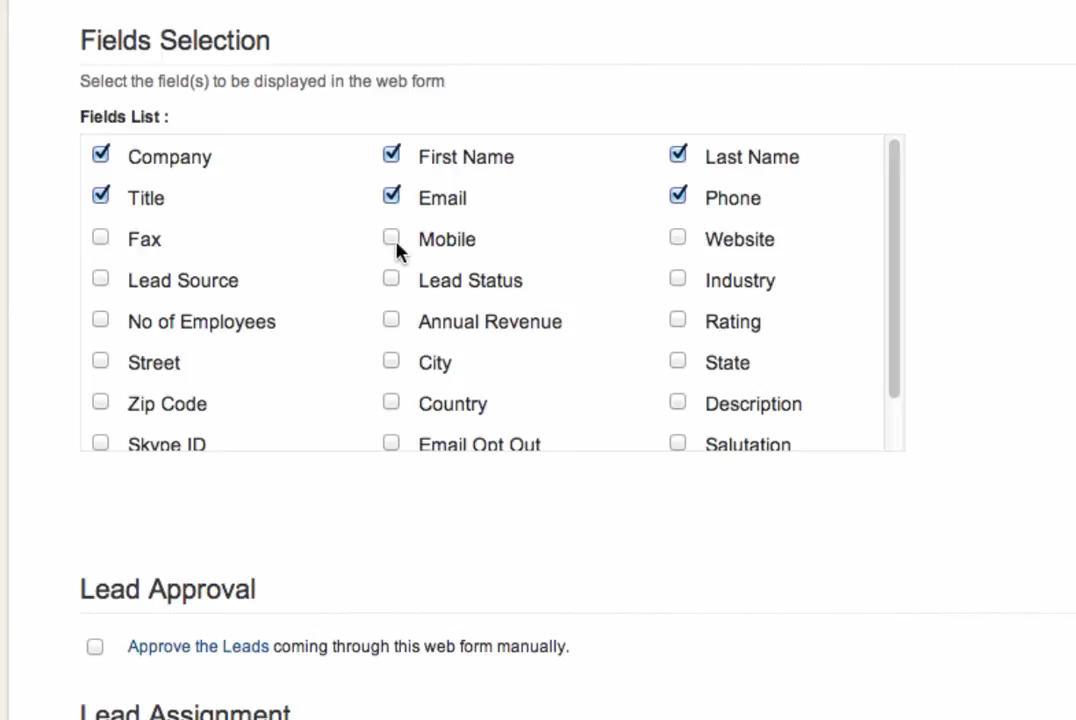 Fields Selection
Select the field(s) to be displayed in the web form
Fields List :
Company First Name Last Name
Title Email Phone
Fax Mobile Website
Lead Source Lead Status Industry
No of Employees Annual Revenue Rating
Street City State
Zip Code Country Description
Skype ID Email Opt Out Salutation
Lead Approval
Approve the Leads coming through this web form manually.
Lead Assignment